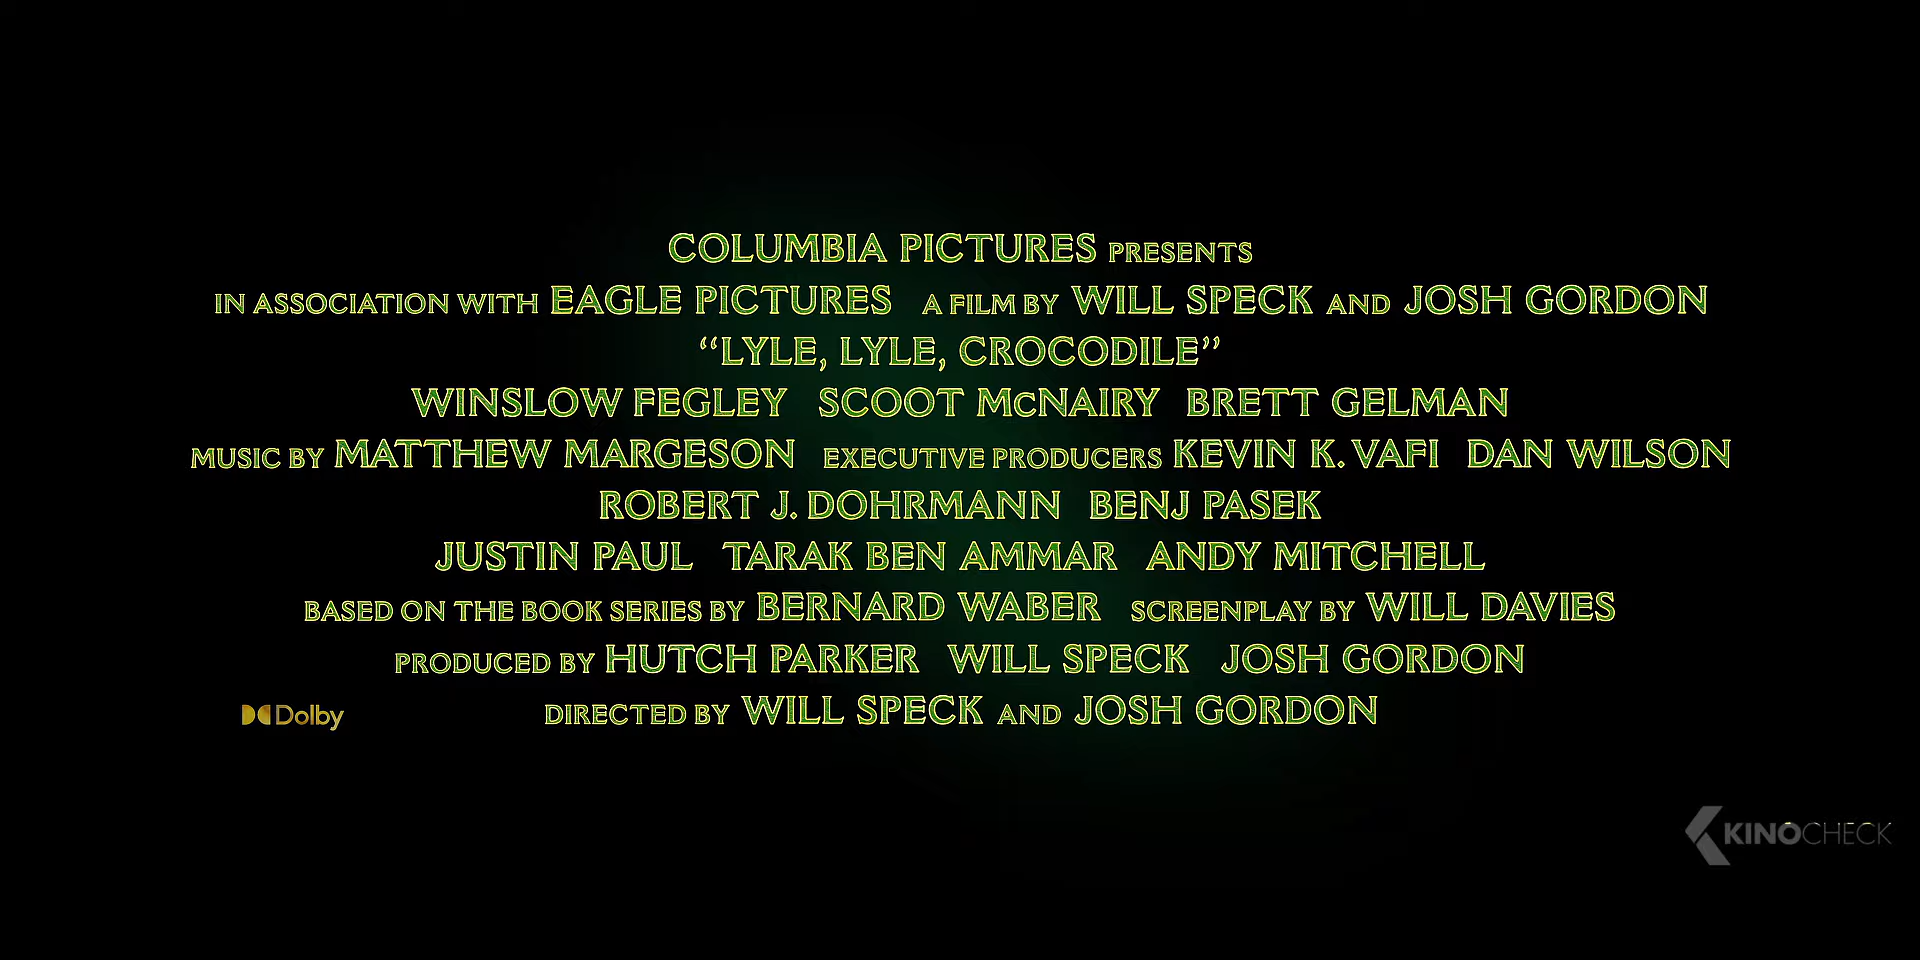 COLUMBIA PICTURES PRESENTS
IN ASSOCIATION WITH EAGLE PICTURES A FILM BY WILL SPECK AND JOSH GORDON
“LYLE, LYLE, CROCODILE”
WINSLOW FEGLEY SCOOT McNAIRY BRETT GELMAN
MUSIC BY MATTHEW MARGESON EXECUTIVE PRODUCERS KEVIN K. VAFI DAN WILSON
ROBERT J. DOHRMANN BENJ PASEK
JUSTIN PAUL TARAK BEN AMMAR ANDY MITCHELL
BASED ON THE BOOK SERIES BY BERNARD WABER SCREENPLAY BY WILL DAVIES
PRODUCED BY HUTCH PARKER WILL SPECK JOSH GORDON
DIRECTED BY WILL SPECK AND JOSH GORDON
Dolby
KINOCHECK